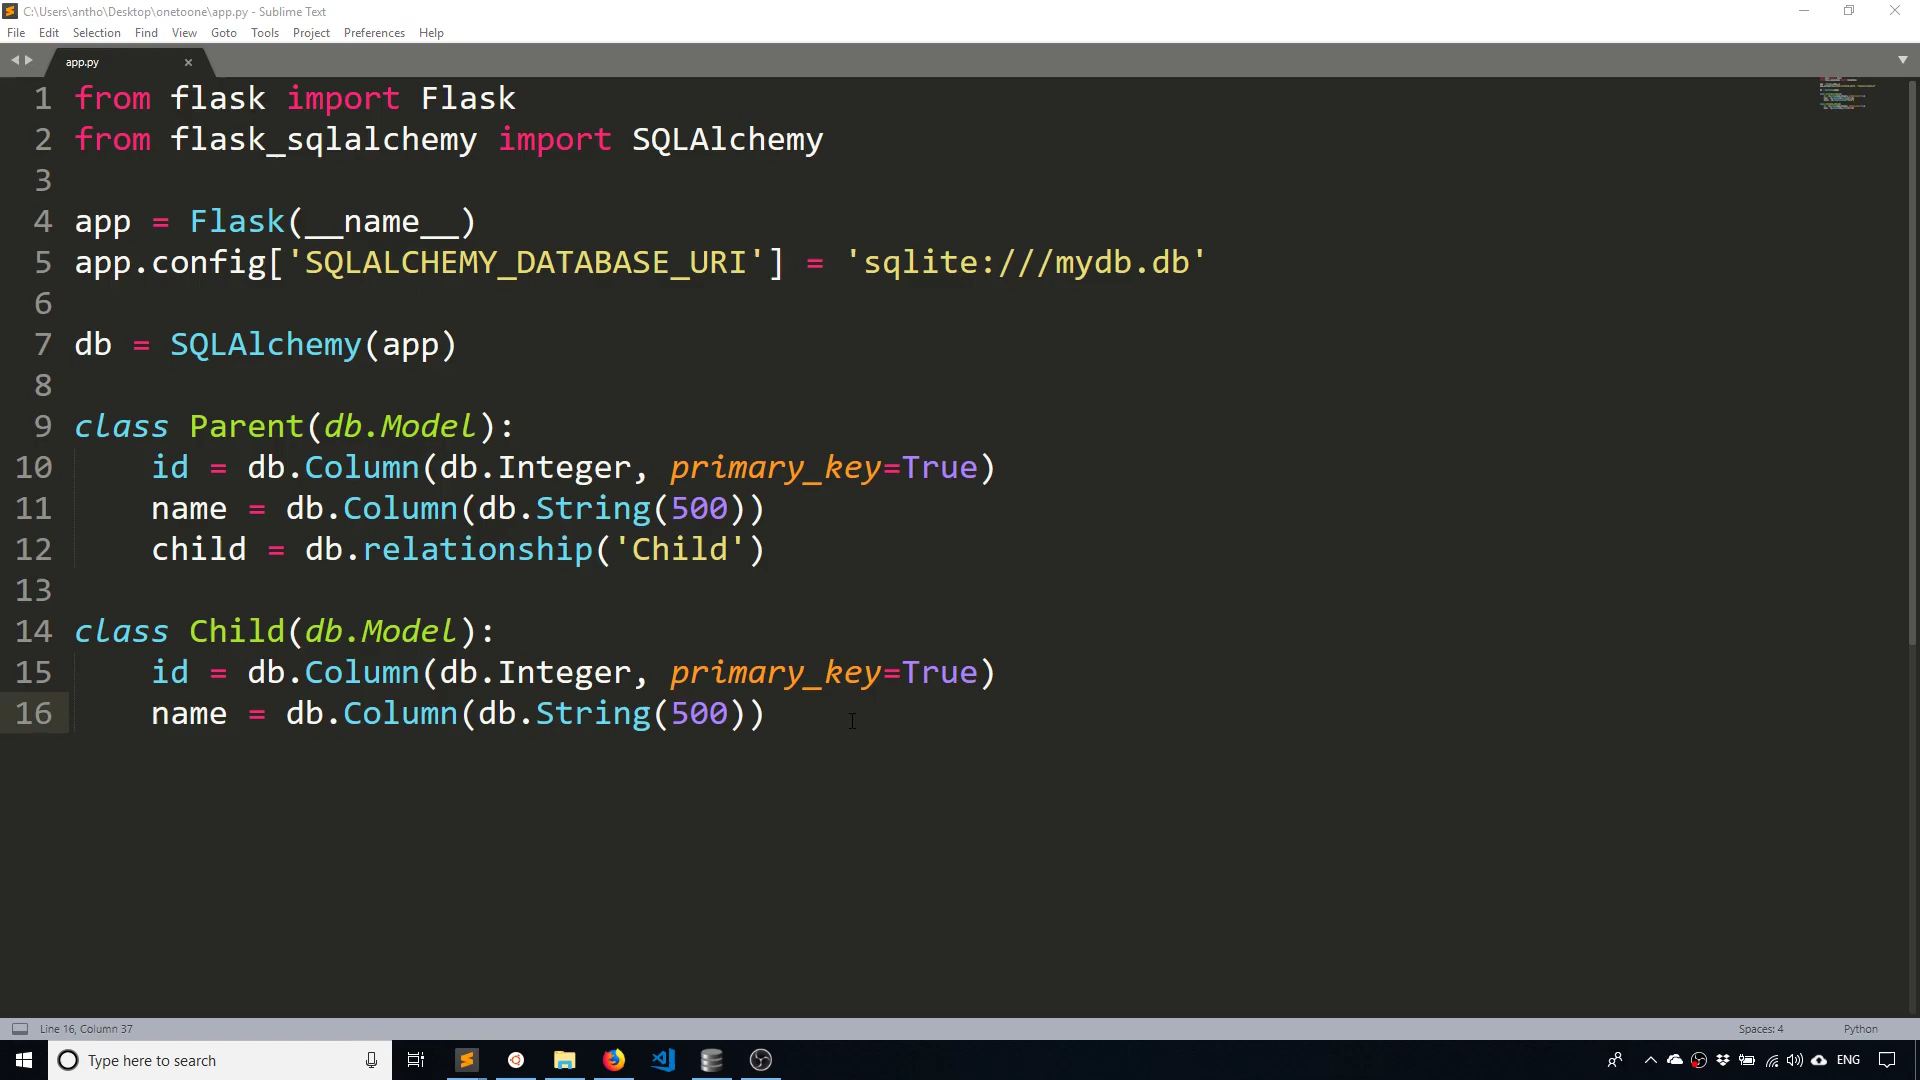 C:\Users\antho\Desktop\onetoone\app.py - Sublime Text
File Edit Selection Find View Goto Tools Project Preferences Help
app.py
1 from flask import Flask
2 from flask_sqlalchemy import SQLAlchemy
3
4 app = Flask(__name__)
5 app.config['SQLALCHEMY_DATABASE_URI'] = 'sqlite:///mydb.db'
6
7 db = SQLAlchemy(app)
8
9 class Parent(db.Model):
10     id = db.Column(db.Integer, primary_key=True)
11     name = db.Column(db.String(500))
12     child = db.relationship('Child')
13
14 class Child(db.Model):
15     id = db.Column(db.Integer, primary_key=True)
16     name = db.Column(db.String(500))
Line 16, Column 37 Spaces: 4 Python
Type here to search ENG